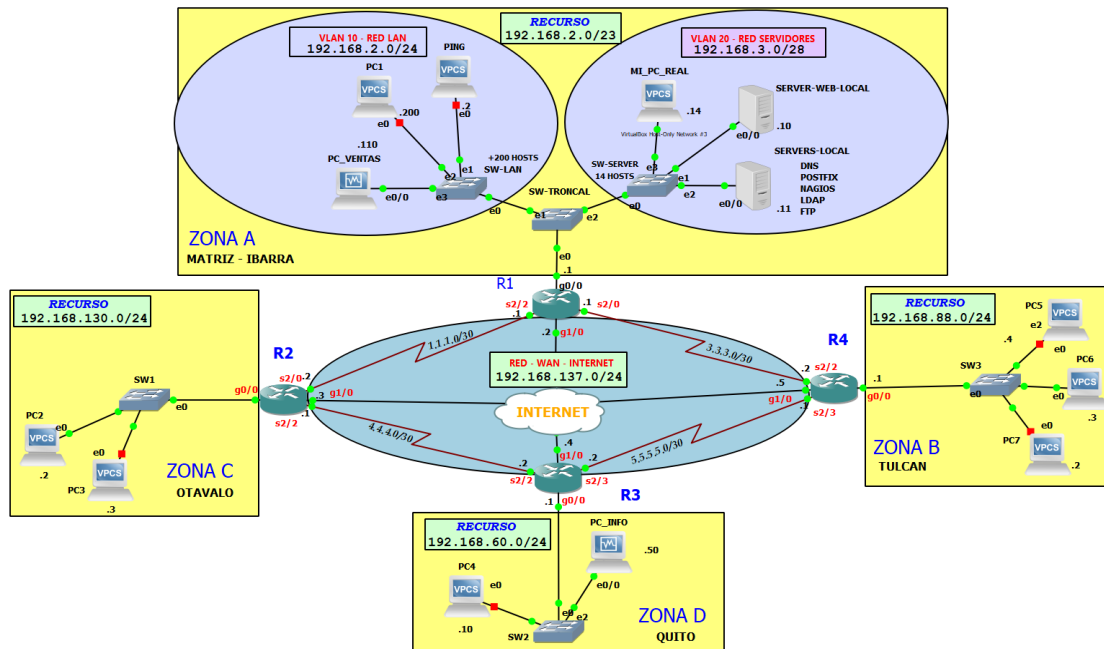 RECURSO
192.168.2.0/23
VLAN 10 - RED LAN
192.168.2.0/24
VLAN 20 - RED SERVIDORES
192.168.3.0/28
PING
PC1
VPCS
VPCS
.2
e0
.200
e0
.110
PC_VENTAS
e0/0
e1
e2
e3
+200 HOSTS
SW-LAN
e0
MI_PC_REAL
VPCS
.14
VirtualBox Host-Only Network #3
SERVER-WEB-LOCAL
.10
e0/0
SERVERS-LOCAL
DNS
POSTFIX
NAGIOS
LDAP
FTP
e0/0
.11
SW-SERVER
14 HOSTS
e3
e1
e2
e0
SW-TRONCAL
e1
e2
e0
ZONA A
MATRIZ - IBARRA
.1
g0/0
R1
s2/2
.1
.1
s2/0
.2
g1/0
1.1.1.0/30
3.3.3.0/30
RED - WAN - INTERNET
192.168.137.0/24
INTERNET
RECURSO
192.168.130.0/24
R2
SW1
e0
g0/0
s2/0
.2
.3
g1/0
.1
s2/2
PC2
VPCS
e0
.2
PC3
VPCS
e0
.3
ZONA C
OTAVALO
4.4.4.0/30
5.5.5.0/30
R4
.2
s2/2
.5
g1/0
.1
s2/3
.1
g0/0
RECURSO
192.168.88.0/24
PC5
VPCS
e2
.4
SW3
e0
PC6
VPCS
e0
.3
PC7
VPCS
e0
.2
ZONA B
TULCAN
.4
g1/0
.2
s2/2
.2
s2/3
.1
g0/0
R3
RECURSO
192.168.60.0/24
PC_INFO
.50
e0/0
PC4
VPCS
e0
.10
e0
e2
SW2
ZONA D
QUITO